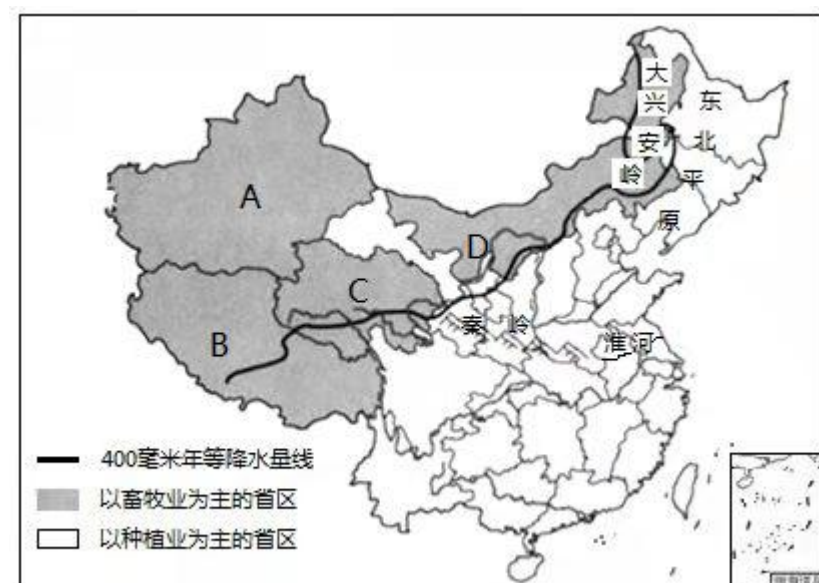 大
兴
安
岭
东
北
平
原
A
B
C
D
秦 岭
淮河
400毫米年等降水量线
以畜牧业为主的省区
以种植业为主的省区